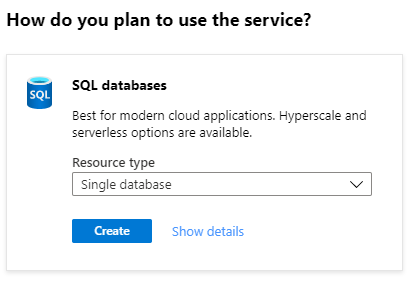 How do you plan to use the service?
SQL
SQL databases
Best for modern cloud applications. Hyperscale and
serverless options are available.
Resource type
Single database
Create
Show details